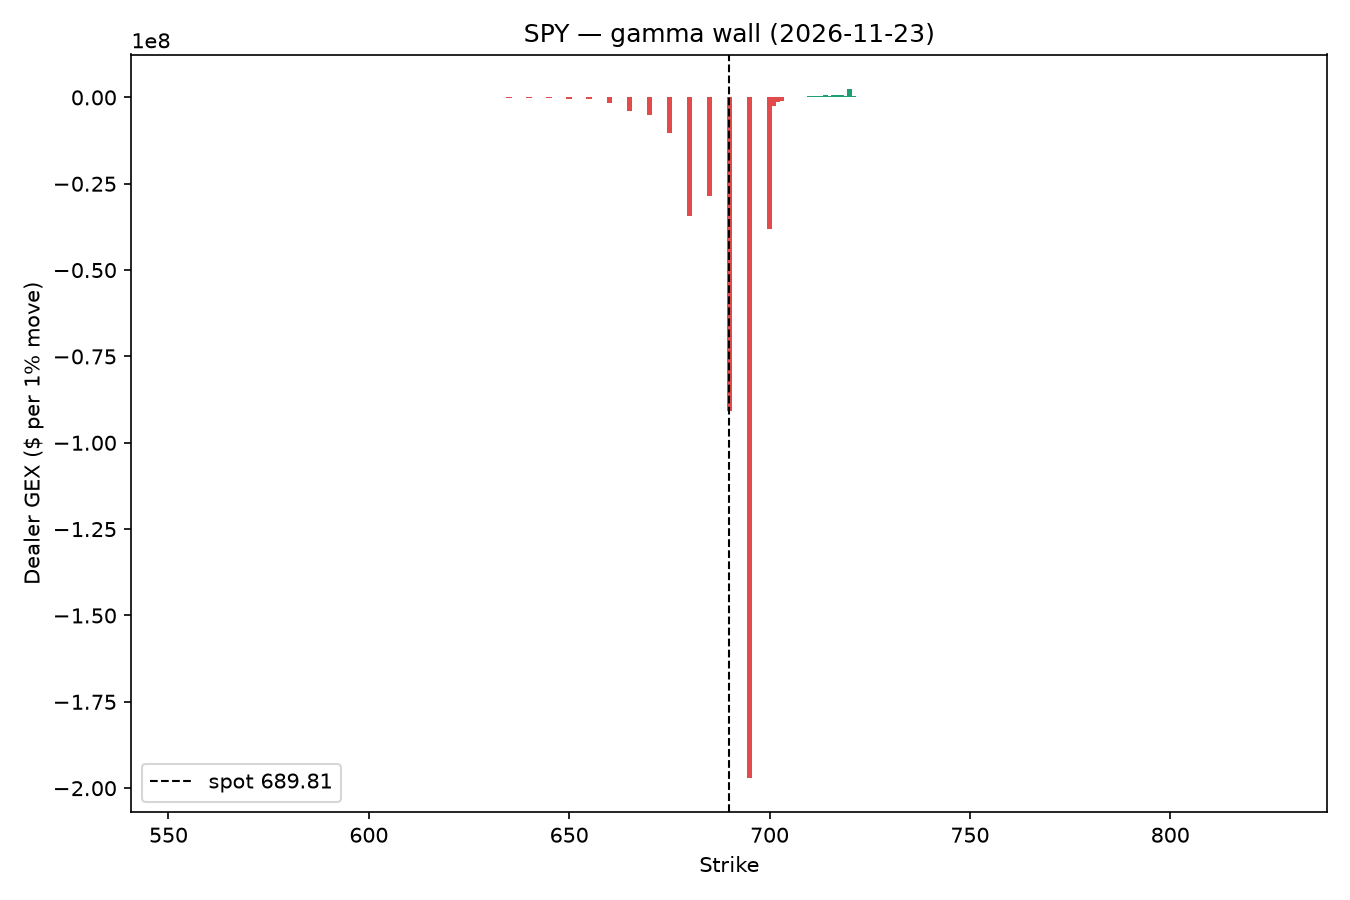 SPY — gamma wall (2026-11-23)
1e8
0.00
−0.25
−0.50
−0.75
−1.00
−1.25
−1.50
−1.75
−2.00
Dealer GEX ($ per 1% move)
spot 689.81
550 600 650 700 750 800
Strike